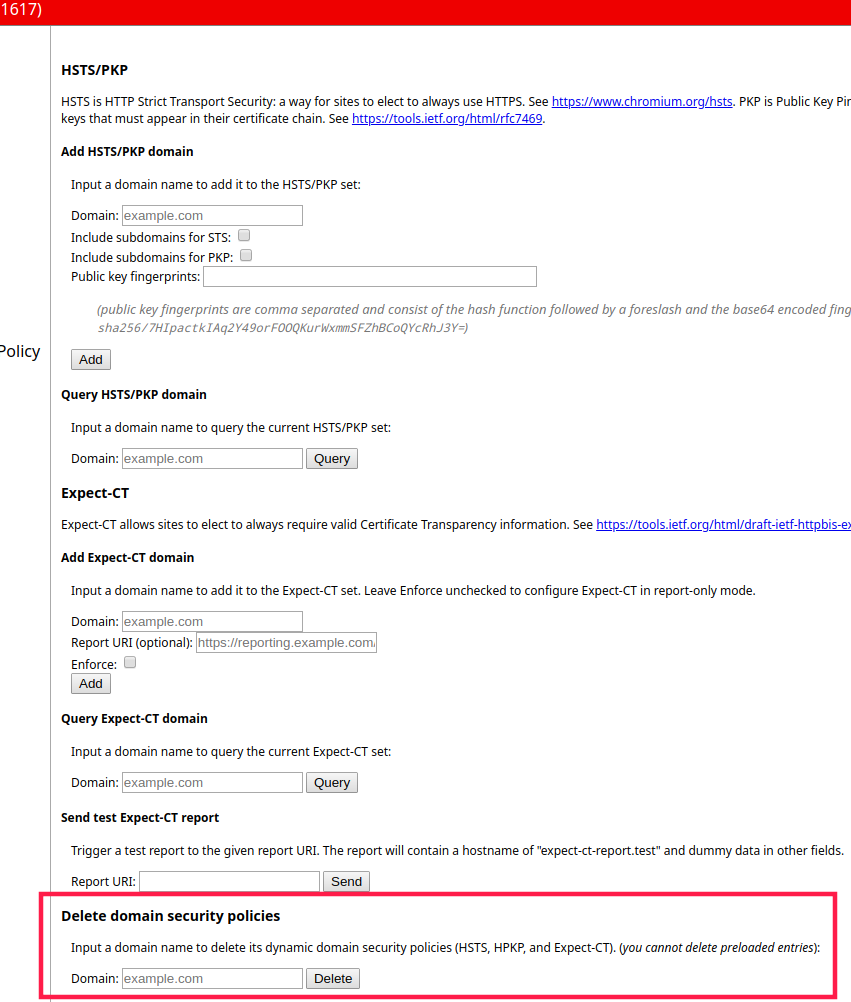 1617)
HSTS/PKP
HSTS is HTTP Strict Transport Security: a way for sites to elect to always use HTTPS. See https://www.chromium.org/hsts. PKP is Public Key Pin
keys that must appear in their certificate chain. See https://tools.ietf.org/html/rfc7469.
Add HSTS/PKP domain
Input a domain name to add it to the HSTS/PKP set:
Domain: example.com
Include subdomains for STS:
Include subdomains for PKP:
Public key fingerprints:
(public key fingerprints are comma separated and consist of the hash function followed by a foreslash and the base64 encoded fing
sha256/7HIpactkIAq2Y49orFOOQKurWxmmSFZhBCoQYcRhJ3Y=)
Policy
Add
Query HSTS/PKP domain
Input a domain name to query the current HSTS/PKP set:
Domain: example.com Query
Expect-CT
Expect-CT allows sites to elect to always require valid Certificate Transparency information. See https://tools.ietf.org/html/draft-ietf-httpbis-ex
Add Expect-CT domain
Input a domain name to add it to the Expect-CT set. Leave Enforce unchecked to configure Expect-CT in report-only mode.
Domain: example.com
Report URI (optional): https://reporting.example.com/
Enforce:
Add
Query Expect-CT domain
Input a domain name to query the current Expect-CT set:
Domain: example.com Query
Send test Expect-CT report
Trigger a test report to the given report URI. The report will contain a hostname of "expect-ct-report.test" and dummy data in other fields.
Report URI: Send
Delete domain security policies
Input a domain name to delete its dynamic domain security policies (HSTS, HPKP, and Expect-CT). (you cannot delete preloaded entries):
Domain: example.com Delete